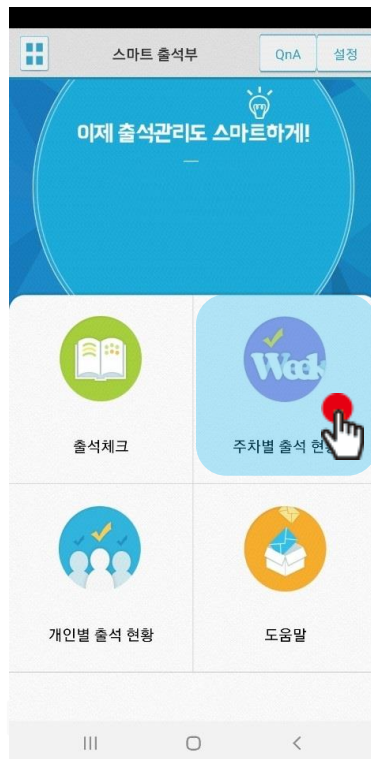 스마트 출석부
QnA
설정
이제 출석관리도 스마트하게!
Week
출석체크
주차별 출석
개인별 출석 현황
도움말